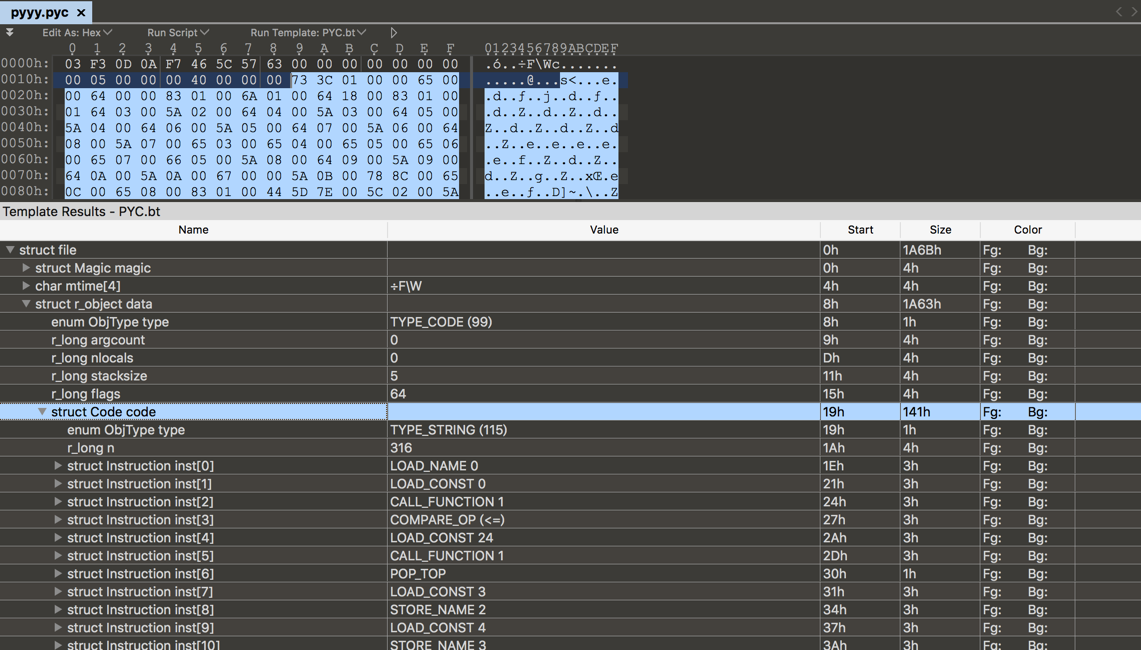 pyyy.pyc ×
Edit As: Hex Run Script Run Template: PYC.bt
0 1 2 3 4 5 6 7 8 9 A B C D E F 0123456789ABCDEF
0000h: 03 F3 0D 0A F7 46 5C 57 63 00 00 00 00 00 00 00 .ó..÷F\Wc.......
0010h: 00 05 00 00 00 40 00 00 00 73 3C 01 00 00 65 00 .....@...s<...e.
0020h: 00 64 00 00 83 01 00 6A 01 00 64 18 00 83 01 00 .d..ƒ..j..d..ƒ..
0030h: 01 64 03 00 5A 02 00 64 04 00 5A 03 00 64 05 00 .d..Z..d..Z..d..
0040h: 5A 04 00 64 06 00 5A 05 00 64 07 00 5A 06 00 64 Z..d..Z..d..Z..d
0050h: 08 00 5A 07 00 65 03 00 65 04 00 65 05 00 65 06 ..Z..e..e..e..e.
0060h: 00 65 07 00 66 05 00 5A 08 00 64 09 00 5A 09 00 .e..f..Z..d..Z..
0070h: 64 0A 00 5A 0A 00 67 00 00 5A 0B 00 78 8C 00 65 d..Z..g..Z..xŒ.e
0080h: 0C 00 65 08 00 83 01 00 44 5D 7E 00 5C 02 00 5A ..e..ƒ..D]~.\..Z
Template Results - PYC.bt
Name Value Start Size Color
struct file 0h 1A6Bh Fg: Bg:
struct Magic magic 0h 4h Fg: Bg:
char mtime[4] ÷F\W 4h 4h Fg: Bg:
struct r_object data 8h 1A63h Fg: Bg:
enum ObjType type TYPE_CODE (99) 8h 1h Fg: Bg:
r_long argcount 0 9h 4h Fg: Bg:
r_long nlocals 0 Dh 4h Fg: Bg:
r_long stacksize 5 11h 4h Fg: Bg:
r_long flags 64 15h 4h Fg: Bg:
struct Code code 19h 141h Fg: Bg:
enum ObjType type TYPE_STRING (115) 19h 1h Fg: Bg:
r_long n 316 1Ah 4h Fg: Bg:
struct Instruction inst[0] LOAD_NAME 0 1Eh 3h Fg: Bg:
struct Instruction inst[1] LOAD_CONST 0 21h 3h Fg: Bg:
struct Instruction inst[2] CALL_FUNCTION 1 24h 3h Fg: Bg:
struct Instruction inst[3] COMPARE_OP (<=) 27h 3h Fg: Bg:
struct Instruction inst[4] LOAD_CONST 24 2Ah 3h Fg: Bg:
struct Instruction inst[5] CALL_FUNCTION 1 2Dh 3h Fg: Bg:
struct Instruction inst[6] POP_TOP 30h 1h Fg: Bg:
struct Instruction inst[7] LOAD_CONST 3 31h 3h Fg: Bg:
struct Instruction inst[8] STORE_NAME 2 34h 3h Fg: Bg:
struct Instruction inst[9] LOAD_CONST 4 37h 3h Fg: Bg:
struct Instruction inst[10] STORE_NAME 3 3Ah 3h Fg: Bg: